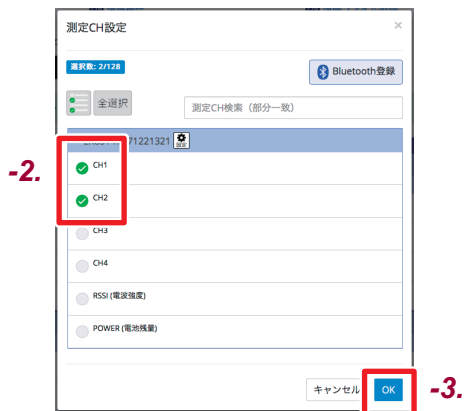 測定CH設定 ×
選択数: 2/128
Bluetooth登録
全選択
測定CH検索（部分一致）
71221321 設定
-2.
CH1
CH2
CH3
CH4
RSSI (電波強度)
POWER (電池残量)
キャンセル OK
-3.